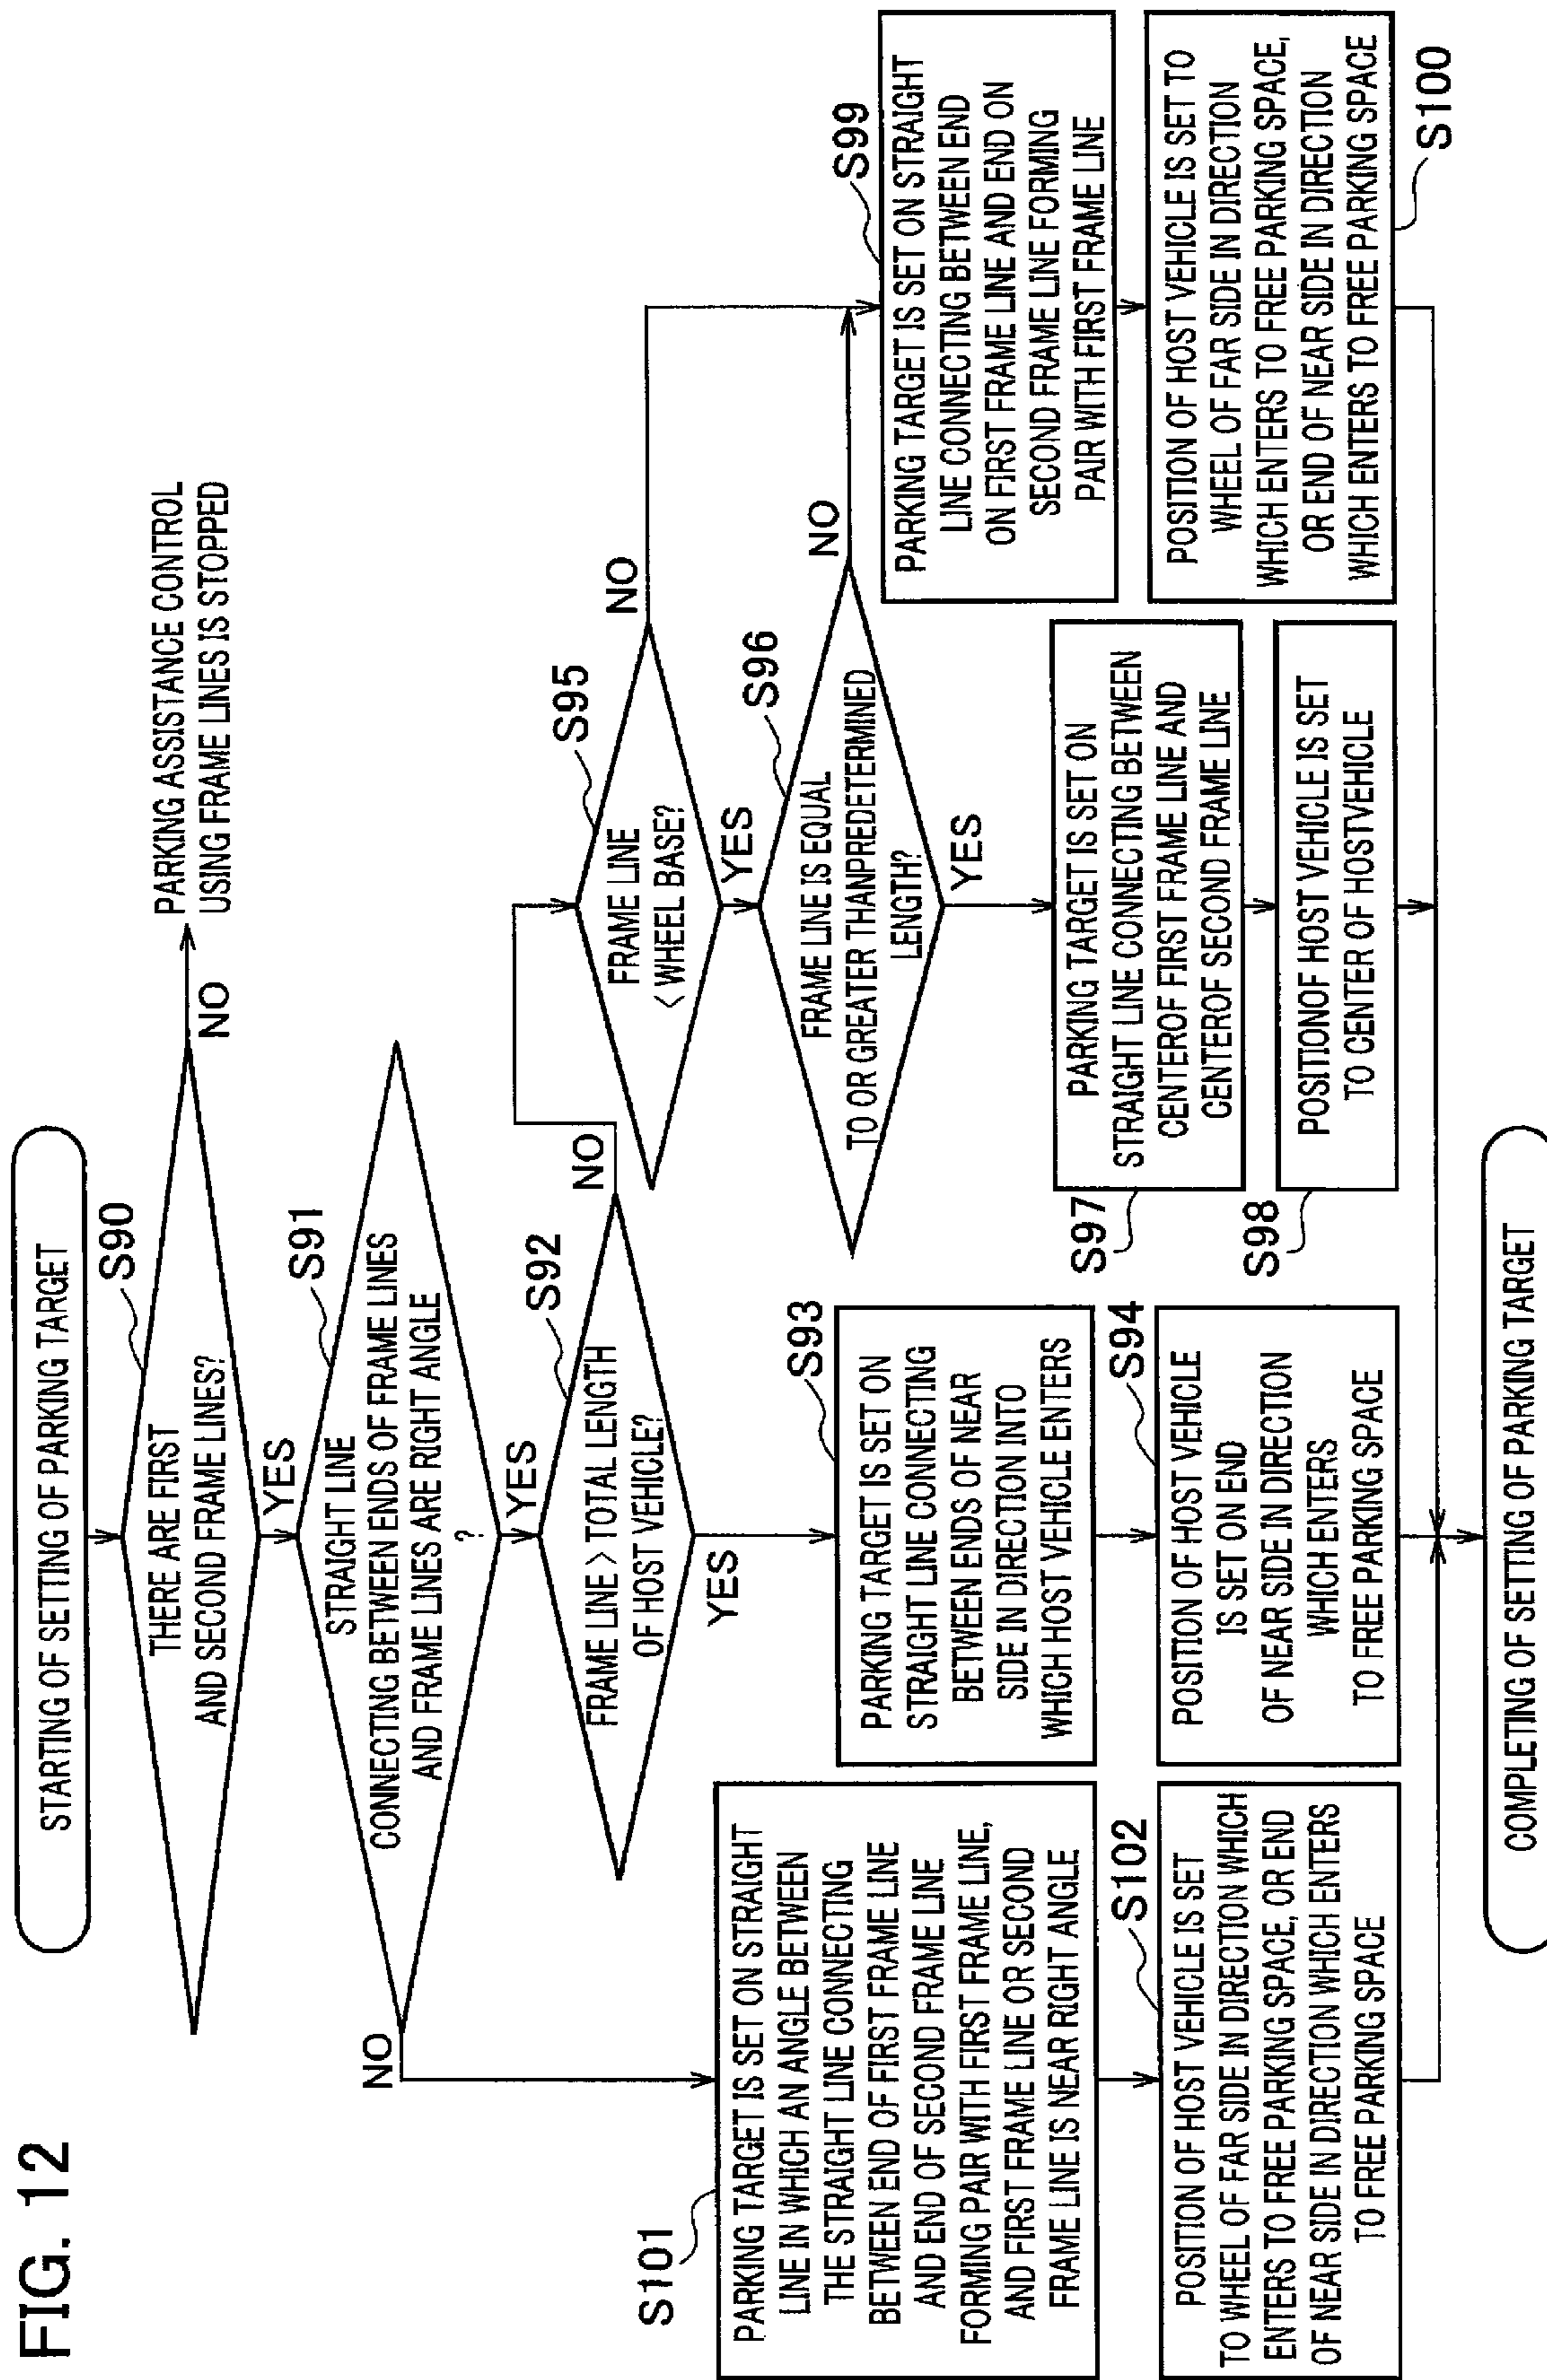 FIG. 12
STARTING OF SETTING OF PARKING TARGET
S90
THERE ARE FIRST
AND SECOND FRAME LINES?
NO
PARKING ASSISTANCE CONTROL
USING FRAME LINES IS STOPPED
YES
S91
STRAIGHT LINE
CONNECTING BETWEEN ENDS OF FRAME LINES
AND FRAME LINES ARE RIGHT ANGLE
?
NO
YES
S92
FRAME LINE > TOTAL LENGTH
OF HOST VEHICLE?
NO
YES
S95
FRAME LINE
< WHEEL BASE?
NO
YES
S96
FRAME LINE IS EQUAL
TO OR GREATER THANPREDETERMINED
LENGTH?
NO
YES
S101
PARKING TARGET IS SET ON STRAIGHT
LINE IN WHICH AN ANGLE BETWEEN
THE STRAIGHT LINE CONNECTING
BETWEEN END OF FIRST FRAME LINE
AND END OF SECOND FRAME LINE
FORMING PAIR WITH FIRST FRAME LINE,
AND FIRST FRAME LINE OR SECOND
FRAME LINE IS NEAR RIGHT ANGLE
S102
POSITION OF HOST VEHICLE IS SET
TO WHEEL OF FAR SIDE IN DIRECTION WHICH
ENTERS TO FREE PARKING SPACE, OR END
OF NEAR SIDE IN DIRECTION WHICH ENTERS
TO FREE PARKING SPACE
S93
PARKING TARGET IS SET ON
STRAIGHT LINE CONNECTING
BETWEEN ENDS OF NEAR
SIDE IN DIRECTION INTO
WHICH HOST VEHICLE ENTERS
S94
POSITION OF HOST VEHICLE
IS SET ON END
OF NEAR SIDE IN DIRECTION
WHICH ENTERS
TO FREE PARKING SPACE
S97
PARKING TARGET IS SET ON
STRAIGHT LINE CONNECTING BETWEEN
CENTEROF FIRST FRAME LINE AND
CENTEROF SECOND FRAME LINE
S98
POSITIONOF HOST VEHICLE IS SET
TO CENTER OF HOSTVEHICLE
S99
PARKING TARGET IS SET ON STRAIGHT
LINE CONNECTING BETWEEN END
ON FIRST FRAME LINE AND END ON
SECOND FRAME LINE FORMING
PAIR WITH FIRST FRAME LINE
POSITION OF HOST VEHICLE IS SET TO
WHEEL OF FAR SIDE IN DIRECTION
WHICH ENTERS TO FREE PARKING SPACE,
OR END OF NEAR SIDE IN DIRECTION
WHICH ENTERS TO FREE PARKING SPACE
S100
COMPLETING OF SETTING OF PARKING TARGET